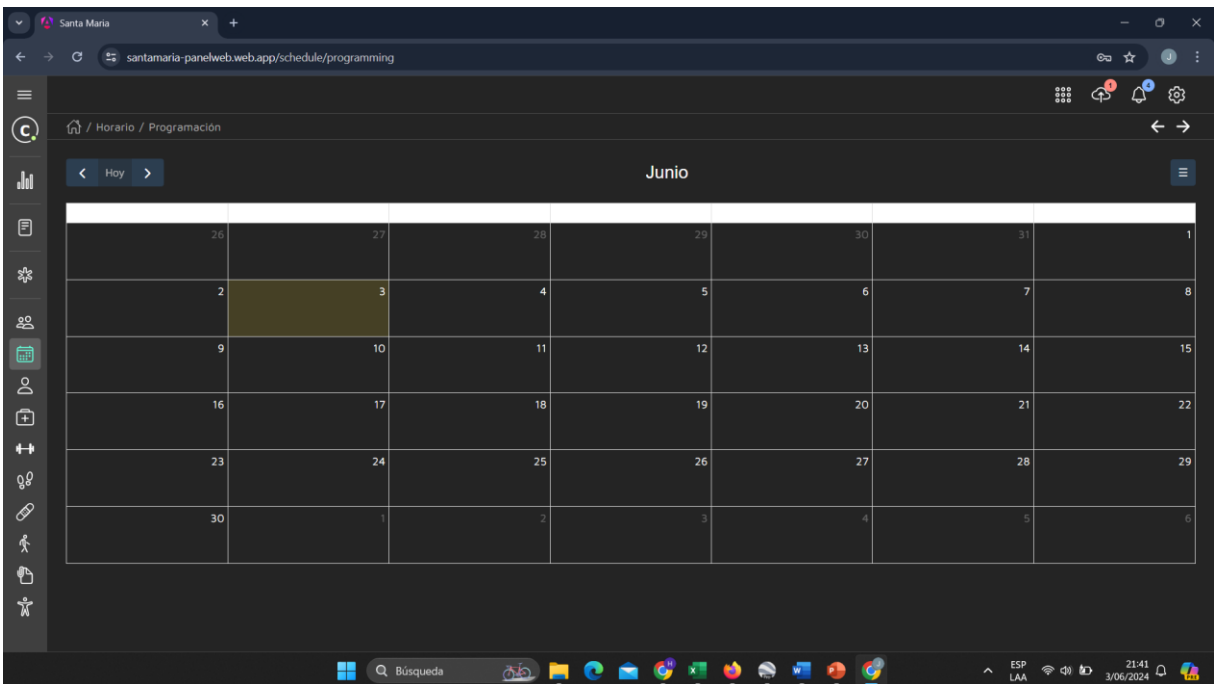 Santa Maria
santamaria-panelweb.web.app/schedule/programming
J
1
4
C.
/ Horario / Programación
Hoy
Junio
26 27 28 29 30 31 1
2 3 4 5 6 7 8
9 10 11 12 13 14 15
16 17 18 19 20 21 22
23 24 25 26 27 28 29
30 1 2 3 4 5 6
Búsqueda
ESP
LAA
21:41
3/06/2024